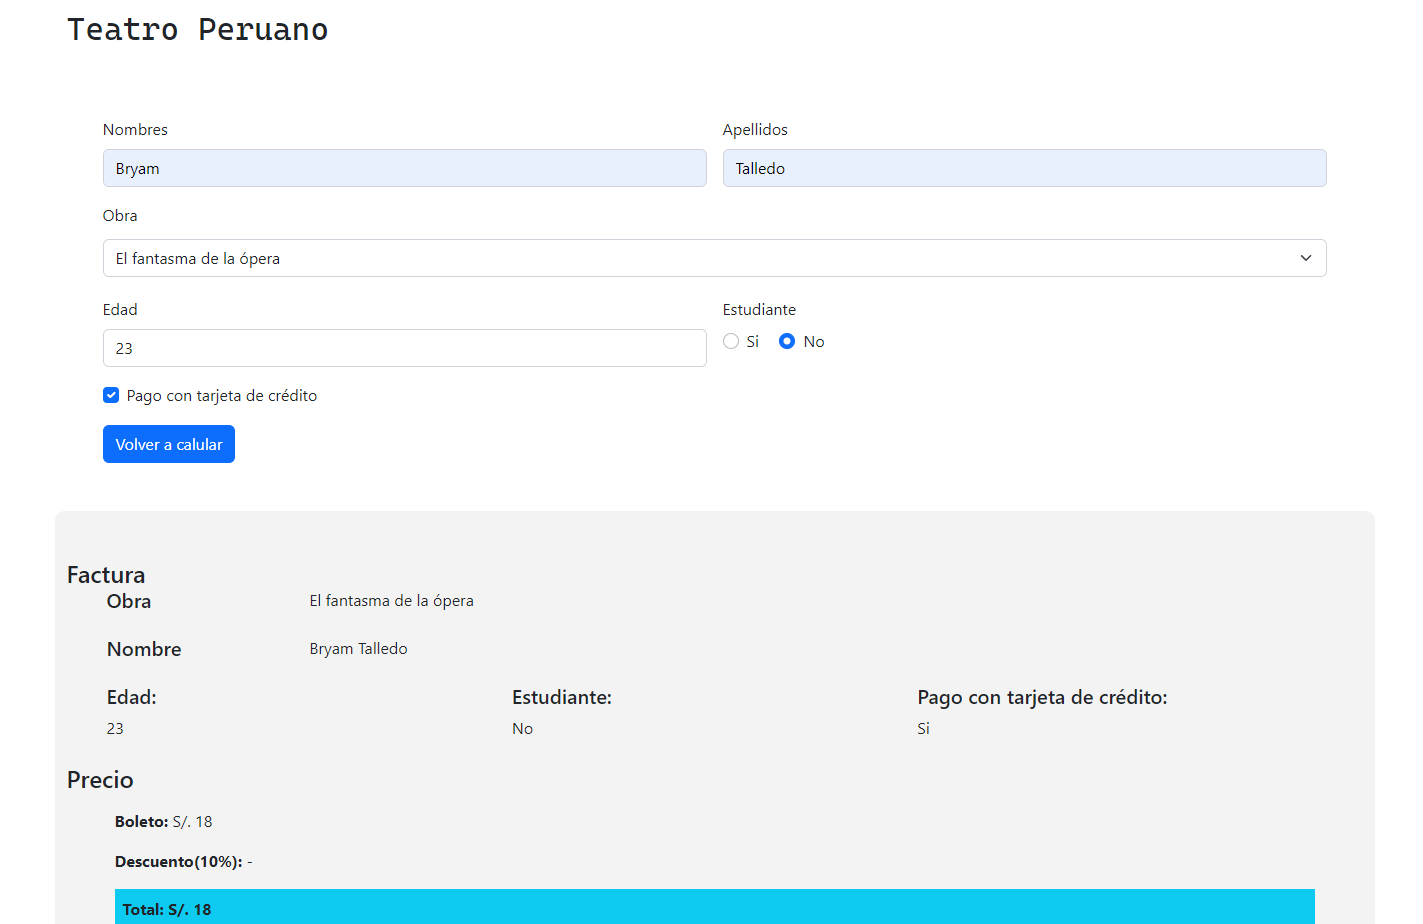 Teatro Peruano
Nombres Apellidos
Bryam Talledo
Obra
El fantasma de la ópera
Edad Estudiante
23 Si No
Pago con tarjeta de crédito
Volver a calular
Factura
Obra El fantasma de la ópera
Nombre Bryam Talledo
Edad: Estudiante: Pago con tarjeta de crédito:
23 No Si
Precio
Boleto: S/. 18
Descuento(10%): -
Total: S/. 18